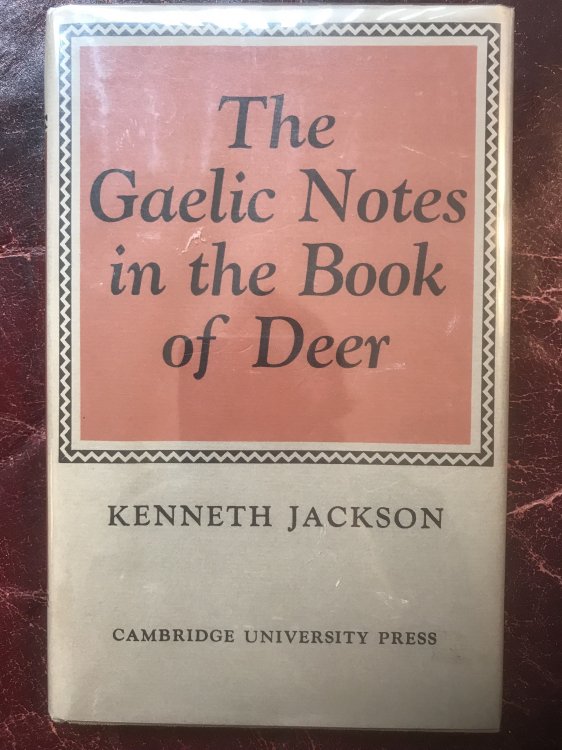 The
Gaelic Notes
in the Book
of Deer
KENNETH JACKSON
CAMBRIDGE UNIVERSITY PRESS